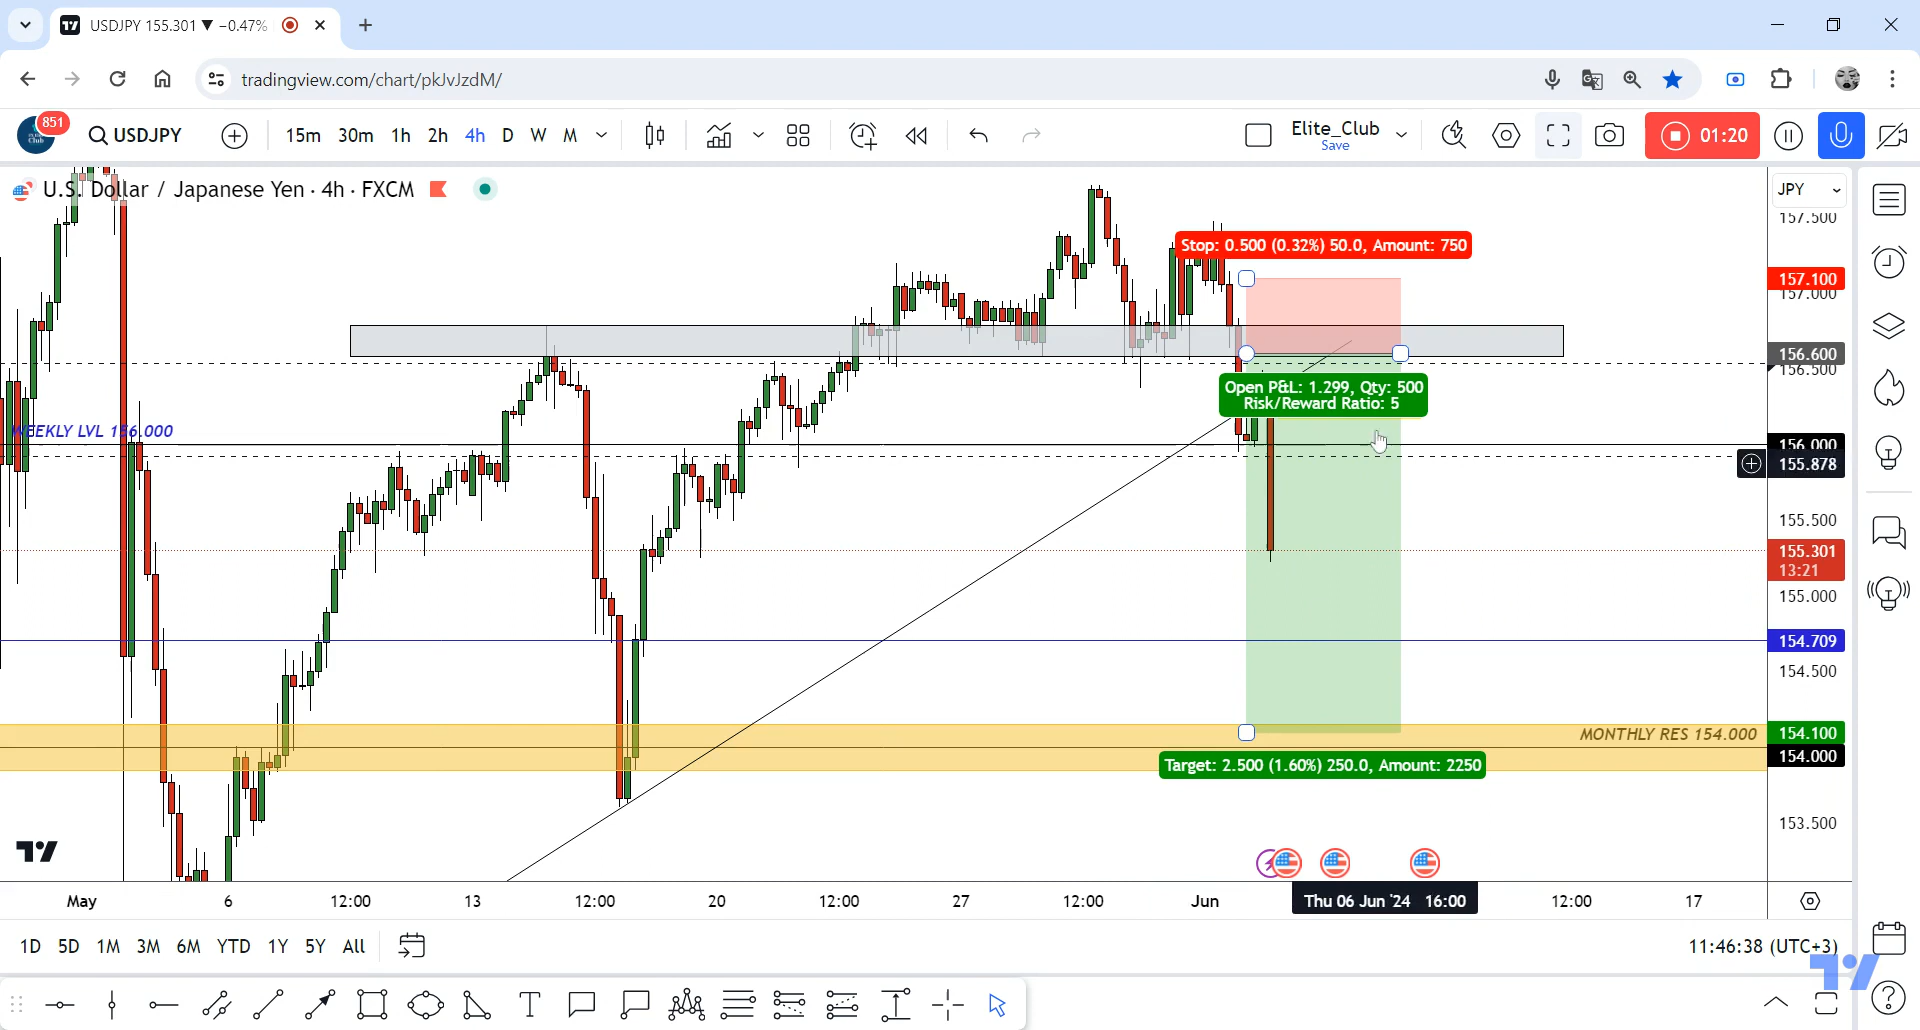 USDJPY 155.301 ▼ −0.47%
tradingview.com/chart/pkJvJzdM/
851
USDJPY
15m 30m 1h 2h 4h D W M
Elite_Club
Save
01:20
U.S. Dollar / Japanese Yen · 4h · FXCM
JPY
157.500
Stop: 0.500 (0.32%) 50.0, Amount: 750
157.100
157.000
156.600
156.500
Open P&L: 1.299, Qty: 500
Risk/Reward Ratio: 5
WEEKLY LVL 156.000
156.000
155.878
155.500
155.301
13:21
155.000
154.709
154.500
MONTHLY RES 154.000
154.100
154.000
Target: 2.500 (1.60%) 250.0, Amount: 2250
153.500
May 6 12:00 13 12:00 20 12:00 27 12:00 Jun Thu 06 Jun '24 16:00 12:00 17
1D 5D 1M 3M 6M YTD 1Y 5Y All
11:46:38 (UTC+3)